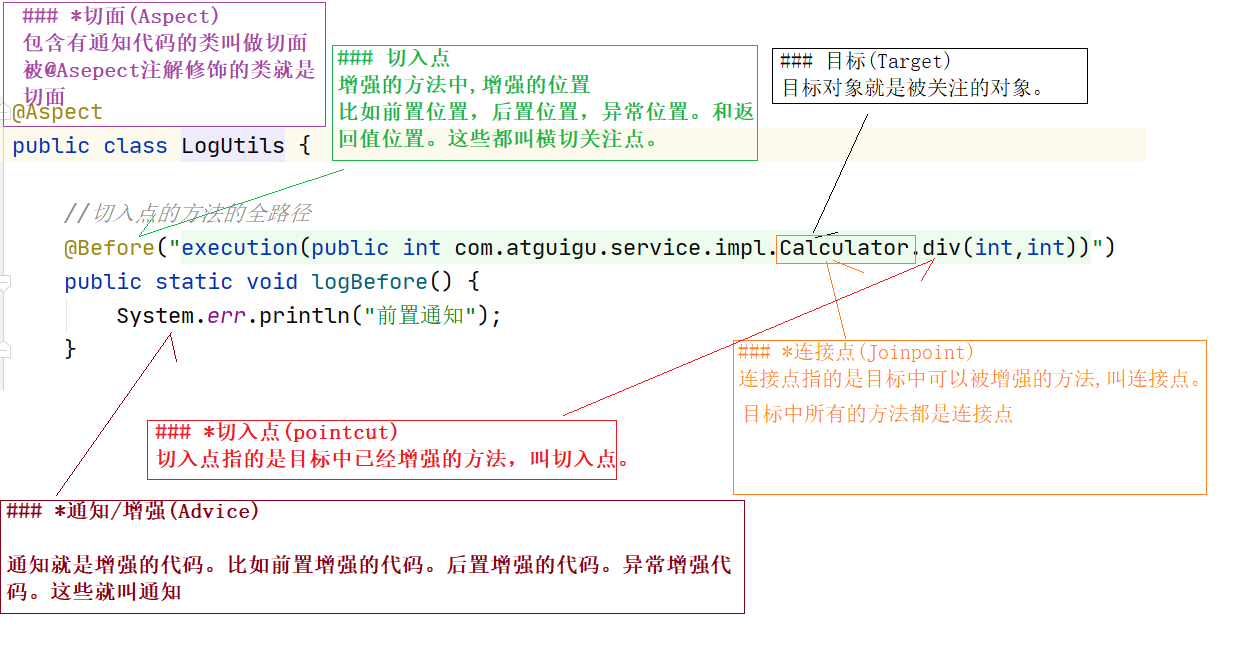 ### *切面(Aspect)
包含有通知代码的类叫做切面
被@Asepect注解修饰的类就是
切面
### 切入点
增强的方法中,增强的位置
比如前置位置，后置位置，异常位置。和返
回值位置。这些都叫横切关注点。
### 目标(Target)
目标对象就是被关注的对象。
@Aspect
public class LogUtils {
//切入点的方法的全路径
@Before("execution(public int com.atguigu.service.impl.Calculator.div(int,int))")
public static void logBefore() {
System.err.println("前置通知");
}
### *连接点(Joinpoint)
连接点指的是目标中可以被增强的方法,叫连接点。
目标中所有的方法都是连接点
### *切入点(pointcut)
切入点指的是目标中已经增强的方法，叫切入点。
### *通知/增强(Advice)
通知就是增强的代码。比如前置增强的代码。后置增强的代码。异常增强代
码。这些就叫通知